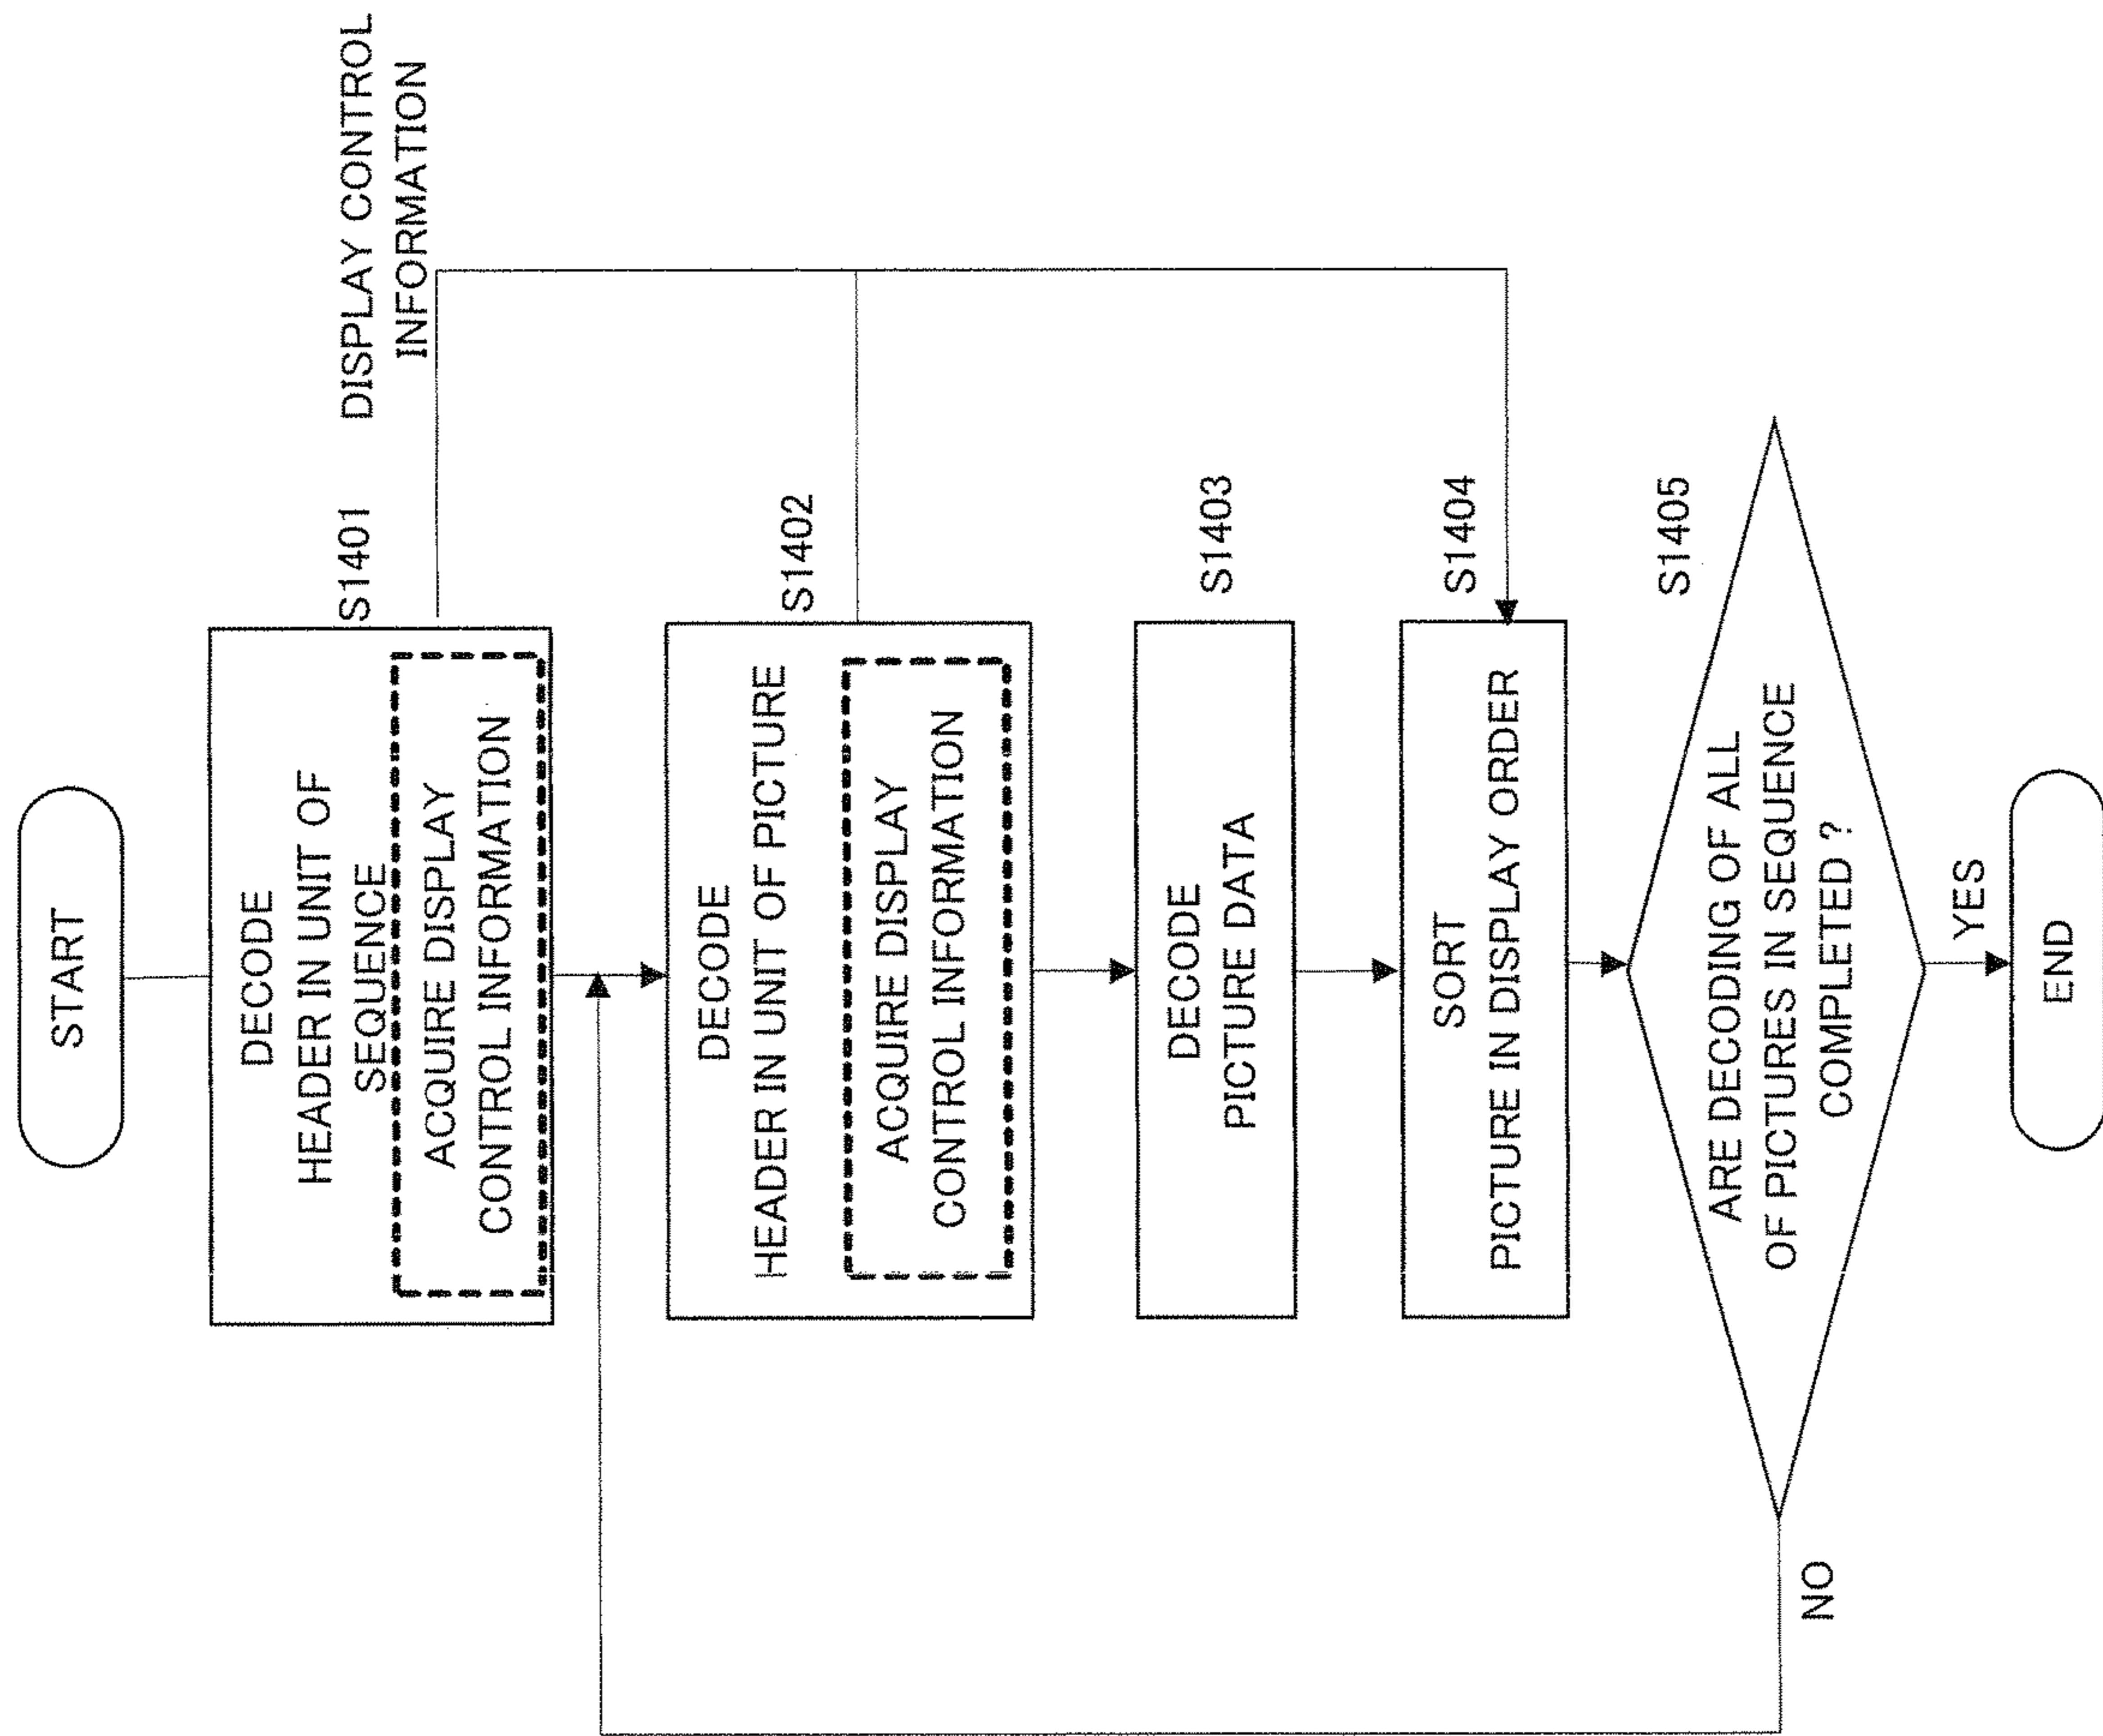 START
DECODE
HEADER IN UNIT OF
SEQUENCE
ACQUIRE DISPLAY
CONTROL INFORMATION
S1401
DISPLAY CONTROL
INFORMATION
DECODE
HEADER IN UNIT OF PICTURE
ACQUIRE DISPLAY
CONTROL INFORMATION
S1402
DECODE
PICTURE DATA
S1403
SORT
PICTURE IN DISPLAY ORDER
S1404
ARE DECODING OF ALL
OF PICTURES IN SEQUENCE
COMPLETED ?
S1405
NO
YES
END